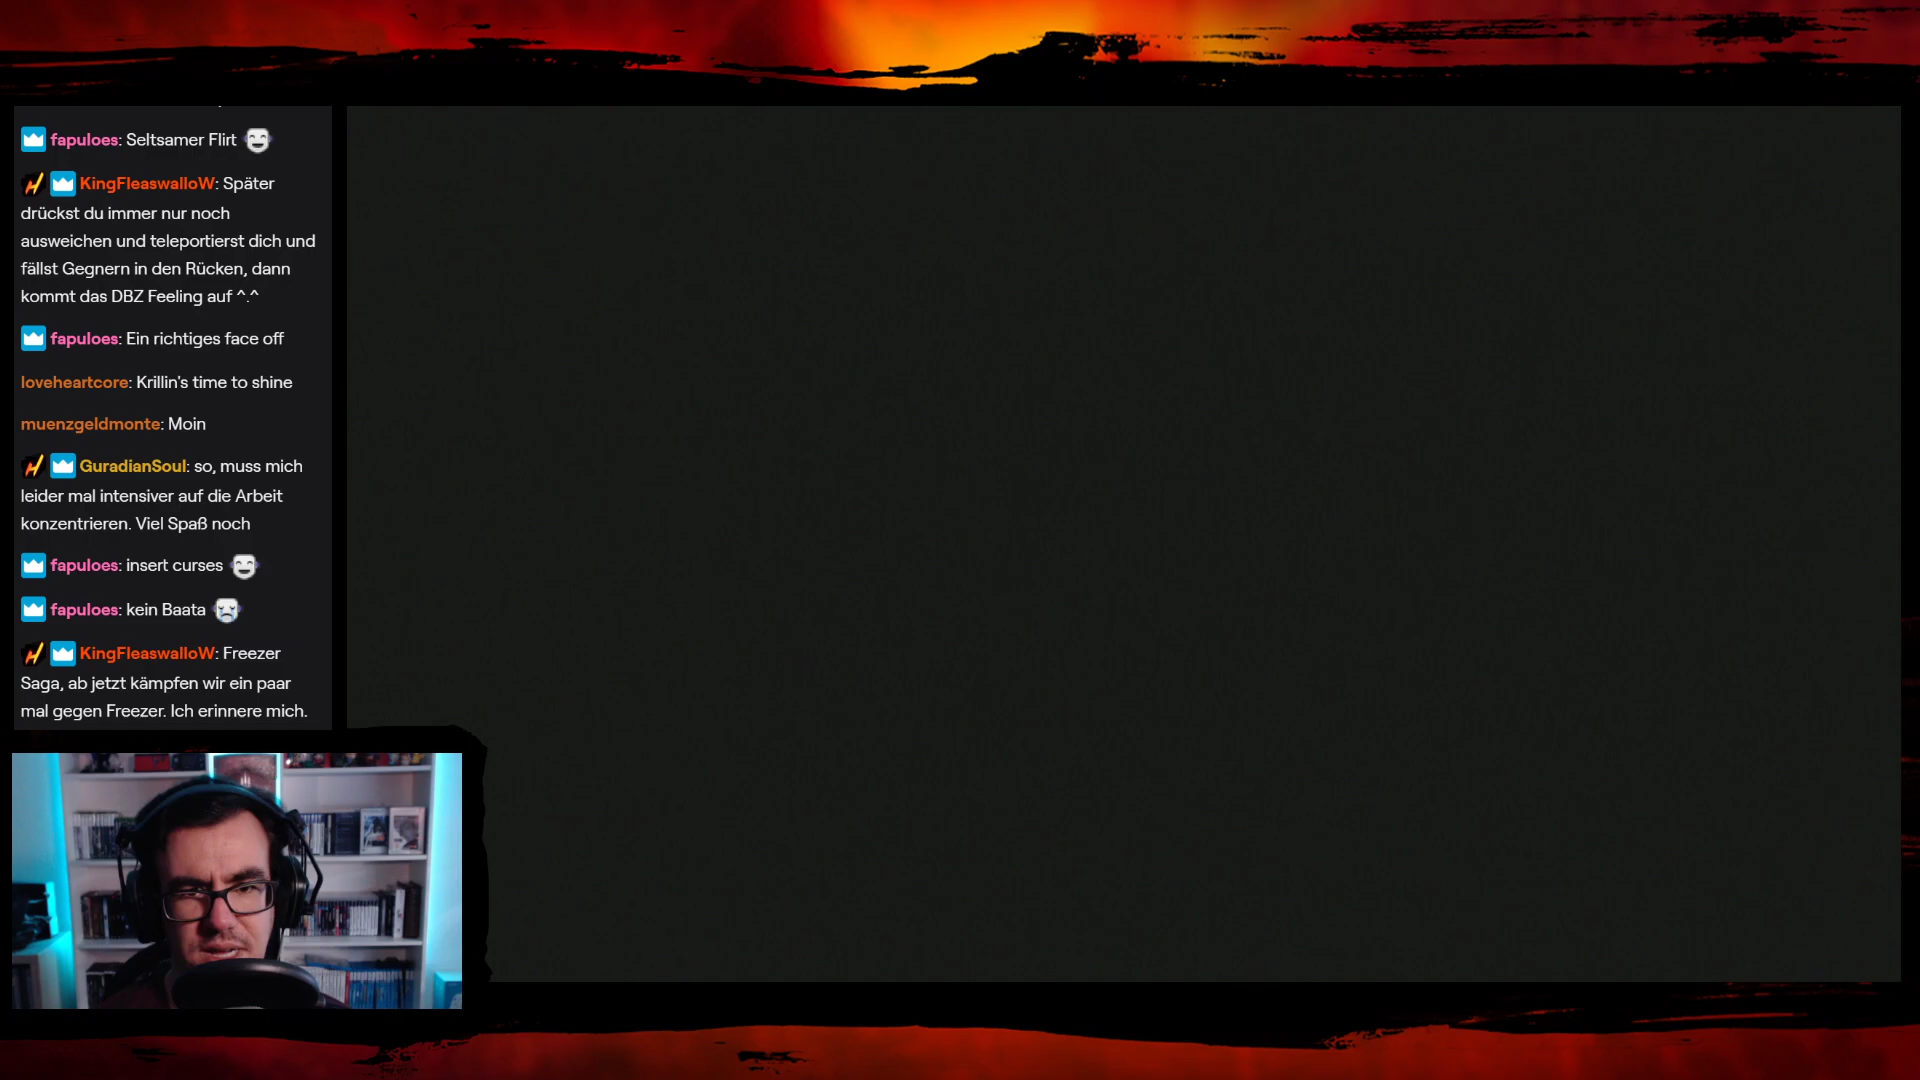 fapuloes: Seltsamer Flirt
KingFleaswalloW: Später
drückst du immer nur noch
ausweichen und teleportierst dich und
fällst Gegnern in den Rücken, dann
kommt das DBZ Feeling auf ^.^
fapuloes: Ein richtiges face off
loveheartcore: Krillin's time to shine
muenzgeldmonte: Moin
GuradianSoul: so, muss mich
leider mal intensiver auf die Arbeit
konzentrieren. Viel Spaß noch
fapuloes: insert curses
fapuloes: kein Baata
KingFleaswalloW: Freezer
Saga, ab jetzt kämpfen wir ein paar
mal gegen Freezer. Ich erinnere mich.